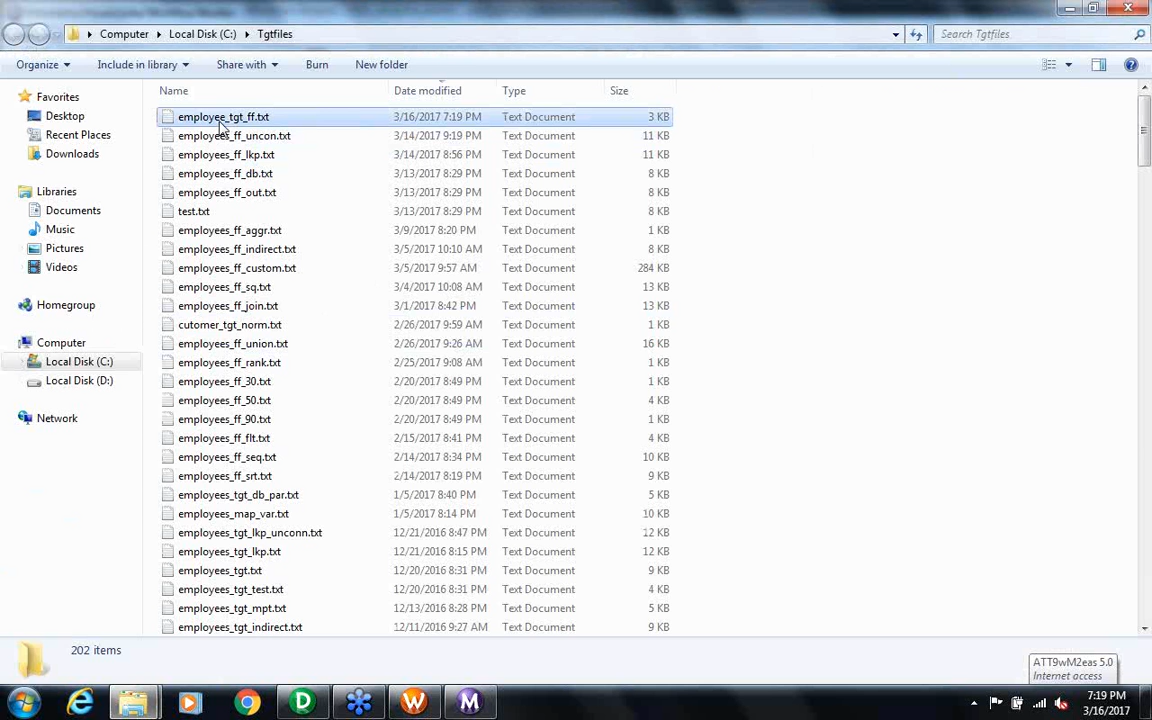 Computer Local Disk (C:) Tgtfiles Search Tgtfiles
Organize Include in library Share with Burn New folder
Name Date modified Type Size
Favorites
Desktop
Recent Places
Downloads
Libraries
Documents
Music
Pictures
Videos
Homegroup
Computer
Local Disk (C:)
Local Disk (D:)
Network
employee_tgt_ff.txt 3/16/2017 7:19 PM Text Document 3 KB
employees_ff_uncon.txt 3/14/2017 9:19 PM Text Document 11 KB
employees_ff_lkp.txt 3/14/2017 8:56 PM Text Document 11 KB
employees_ff_db.txt 3/13/2017 8:29 PM Text Document 8 KB
employees_ff_out.txt 3/13/2017 8:29 PM Text Document 8 KB
test.txt 3/13/2017 8:29 PM Text Document 8 KB
employees_ff_aggr.txt 3/9/2017 8:20 PM Text Document 1 KB
employees_ff_indirect.txt 3/5/2017 10:10 AM Text Document 8 KB
employees_ff_custom.txt 3/5/2017 9:57 AM Text Document 284 KB
employees_ff_sq.txt 3/4/2017 10:08 AM Text Document 13 KB
employees_ff_join.txt 3/1/2017 8:42 PM Text Document 13 KB
cutomer_tgt_norm.txt 2/26/2017 9:59 AM Text Document 1 KB
employees_ff_union.txt 2/26/2017 9:26 AM Text Document 16 KB
employees_ff_rank.txt 2/25/2017 9:08 AM Text Document 1 KB
employees_ff_30.txt 2/20/2017 8:49 PM Text Document 1 KB
employees_ff_50.txt 2/20/2017 8:49 PM Text Document 4 KB
employees_ff_90.txt 2/20/2017 8:49 PM Text Document 1 KB
employees_ff_flt.txt 2/15/2017 8:41 PM Text Document 4 KB
employees_ff_seq.txt 2/14/2017 8:34 PM Text Document 10 KB
employees_ff_srt.txt 2/14/2017 8:19 PM Text Document 9 KB
employees_tgt_db_par.txt 1/5/2017 8:40 PM Text Document 5 KB
employees_map_var.txt 1/5/2017 8:14 PM Text Document 10 KB
employees_tgt_lkp_unconn.txt 12/21/2016 8:47 PM Text Document 12 KB
employees_tgt_lkp.txt 12/21/2016 8:15 PM Text Document 12 KB
employees_tgt.txt 12/20/2016 8:31 PM Text Document 9 KB
employees_tgt_test.txt 12/20/2016 8:31 PM Text Document 4 KB
employees_tgt_mpt.txt 12/13/2016 8:28 PM Text Document 5 KB
employees_tgt_indirect.txt 12/11/2016 9:27 AM Text Document 9 KB
202 items
ATT9wM2eas 5.0
Internet access
7:19 PM
3/16/2017